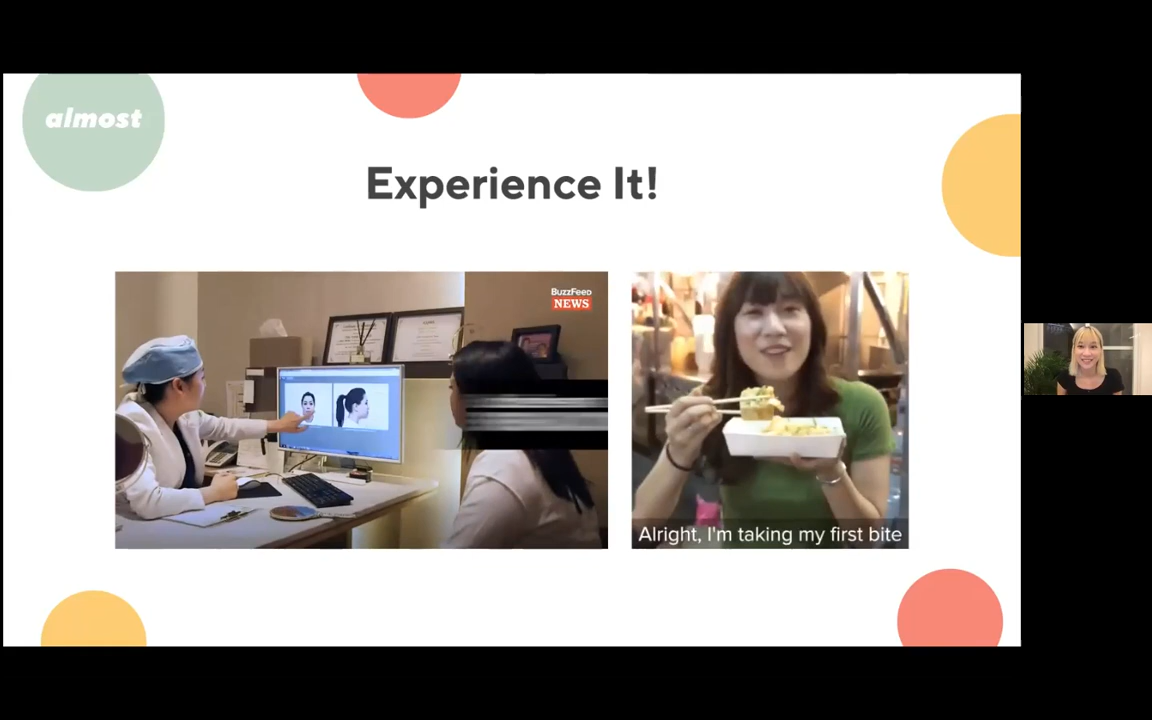 almost
Experience It!
BuzzFeed
NEWS
Alright, I'm taking my first bite